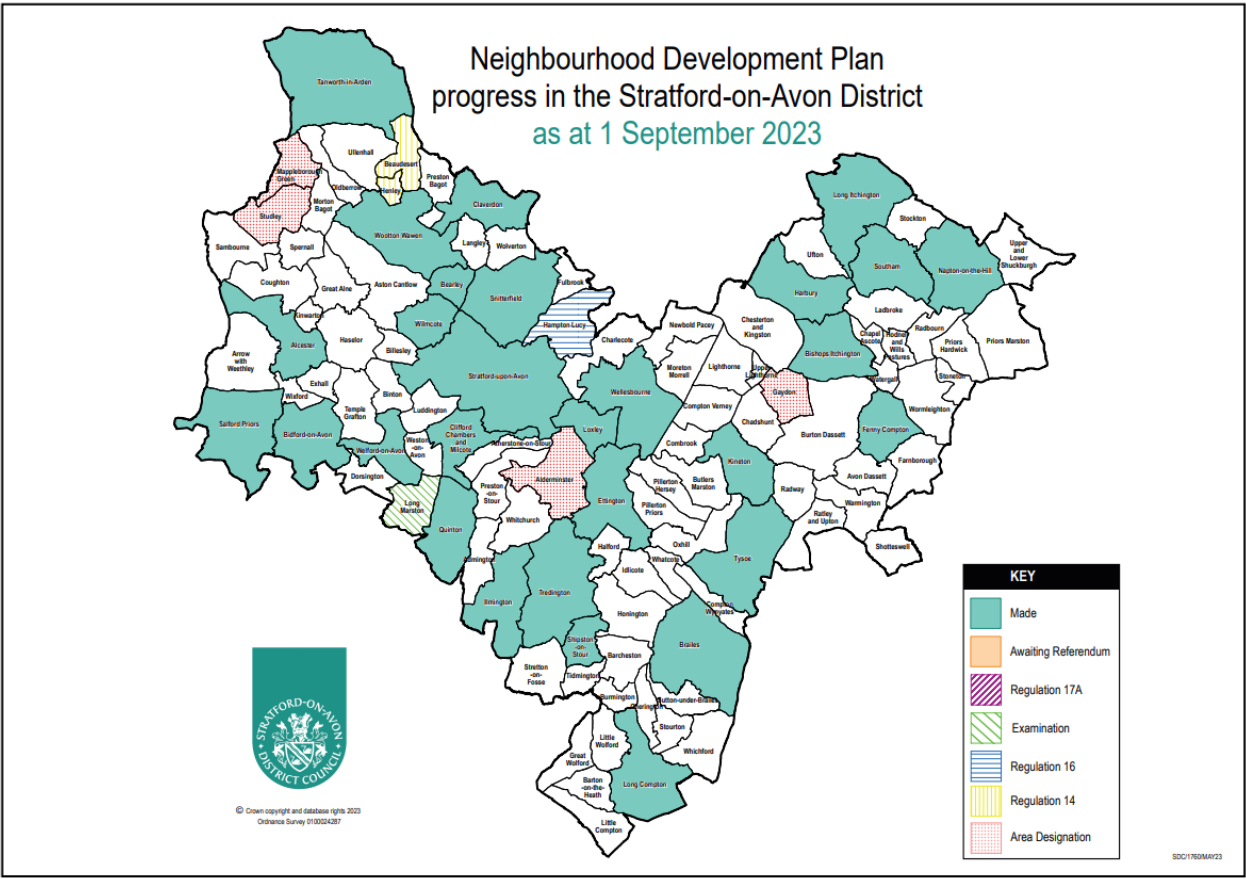 Neighbourhood Development Plan
progress in the Stratford-on-Avon District
as at 1 September 2023
Tanworth-in-Arden
Ullenhall
Beaudesert
Mappleborough
Green
Oldberrow
Henley
Preston
Bagot
Studley
Morton
Bagot
Claverdon
Long Itchington
Stockton
Sambourne
Spernall
Wootton Wawen
Langley
Wolverton
Ufton
Southam
Napton-on-the-Hill
Upper
and
Lower
Shuckburgh
Coughton
Great Alne
Aston Cantlow
Bearley
Snitterfield
Fulbrook
Harbury
Kinwarton
Wilmcote
Hampton-Lucy
Charlecote
Newbold Pacey
Chesterton
and
Kingston
Ladbroke
Radbourn
Chapel
Ascote
Hodnell
and
Wills
Pastures
Priors
Hardwick
Priors Marston
Alcester
Haselor
Billesley
Arrow
with
Weethley
Bishops Itchington
Moreton
Morrell
Lighthorne
Upper
Lighthorne
Watergall
Stoneton
Stratford-upon-Avon
Exhall
Wixford
Binton
Wellesbourne
Gaydon
Compton Verney
Wormleighton
Temple
Grafton
Luddington
Salford Priors
Bidford-on-Avon
Clifford
Chambers
and
Milcote
Loxley
Chadshunt
Burton Dassett
Fenny Compton
Welford-on-Avon
Weston
-on-
Avon
Atherstone-on-Stour
Combrook
Kineton
Farnborough
Dorsington
Alderminster
Preston
-on-
Stour
Pillerton
Hersey
Butlers
Marston
Avon Dassett
Radway
Warmington
Long
Marston
Ettington
Pillerton
Priors
Ratley
and Upton
Whitchurch
Quinton
Halford
Oxhill
Shotteswell
Admington
Whatcote
Tysoe
Idlicote
Ilmington
Tredington
Honington
Compton
Wynyates
Shipston
-on-
Stour
Barcheston
Brailes
Stretton
-on-
Fosse
Tidmington
Burmington
Cherington
Sutton-under-Brailes
Stourton
Little
Wolford
Whichford
Great
Wolford
Barton
-on-the-
Heath
Long Compton
Little
Compton
KEY
Made
Awaiting Referendum
Regulation 17A
Examination
Regulation 16
Regulation 14
Area Designation
STRATFORD-ON-AVON
DISTRICT COUNCIL
© Crown copyright and database rights 2023
Ordnance Survey 0100024287
SDC/1760/MAY23